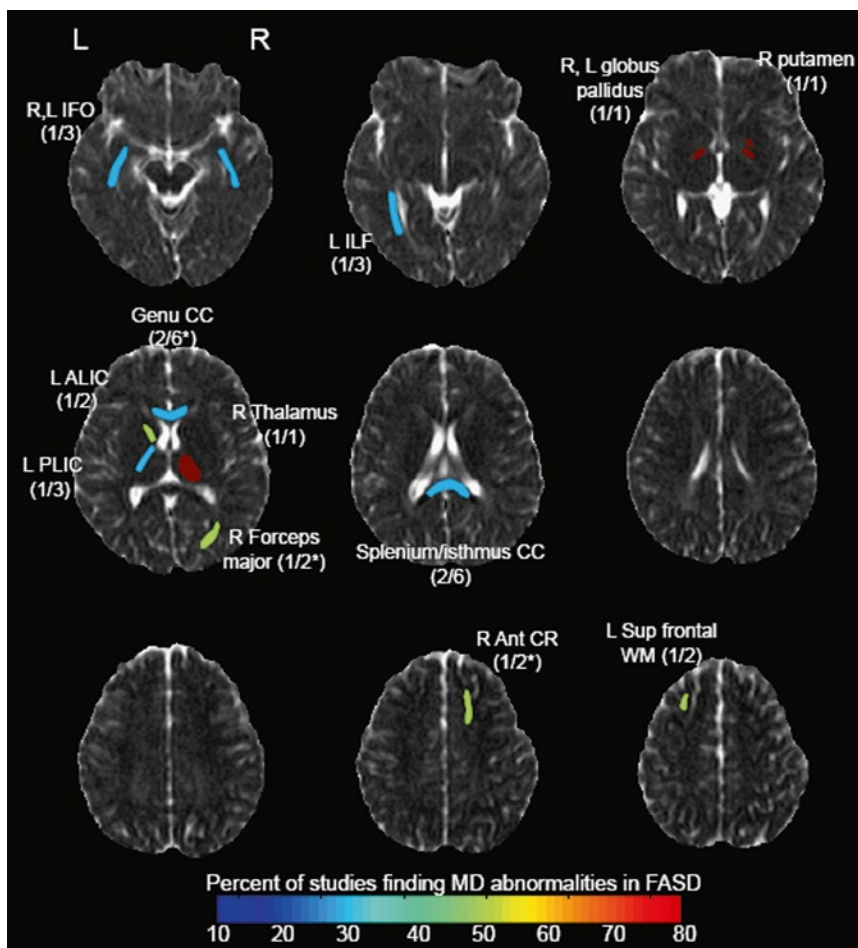 L R
R,L IFO
(1/3)
L ILF
(1/3)
R, L globus
pallidus
(1/1)
R putamen
(1/1)
Genu CC
(2/6*)
L ALIC
(1/2)
L PLIC
(1/3)
R Thalamus
(1/1)
R Forceps
major (1/2*)
Splenium/isthmus CC
(2/6)
R Ant CR
(1/2*)
L Sup frontal
WM (1/2)
Percent of studies finding MD abnormalities in FASD
10 20 30 40 50 60 70 80